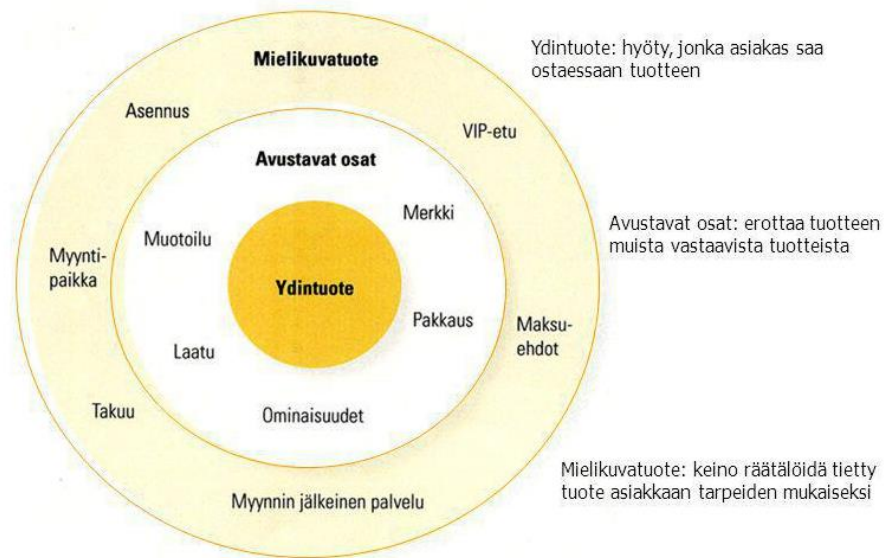 Mielikuvatuote
Asennus
VIP-etu
Avustavat osat
Merkki
Muotoilu
Myynti-
paikka
Ydintuote
Pakkaus
Maksu-
ehdot
Laatu
Takuu
Ominaisuudet
Myynnin jälkeinen palvelu
Ydintuote: hyöty, jonka asiakas saa
ostaessaan tuotteen
Avustavat osat: erottaa tuotteen
muista vastaavista tuotteista
Mielikuvatuote: keino räätälöidä tietty
tuote asiakkaan tarpeiden mukaiseksi